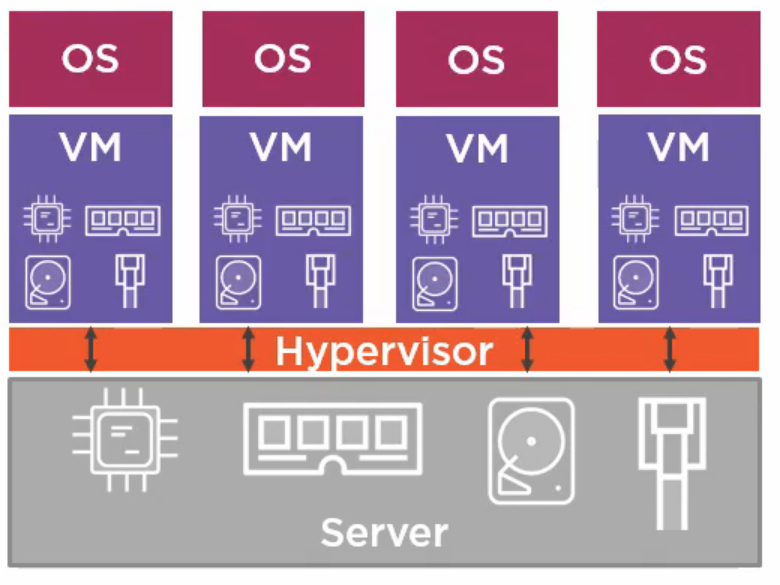 OS OS OS OS
VM VM VM VM
Hypervisor
Server